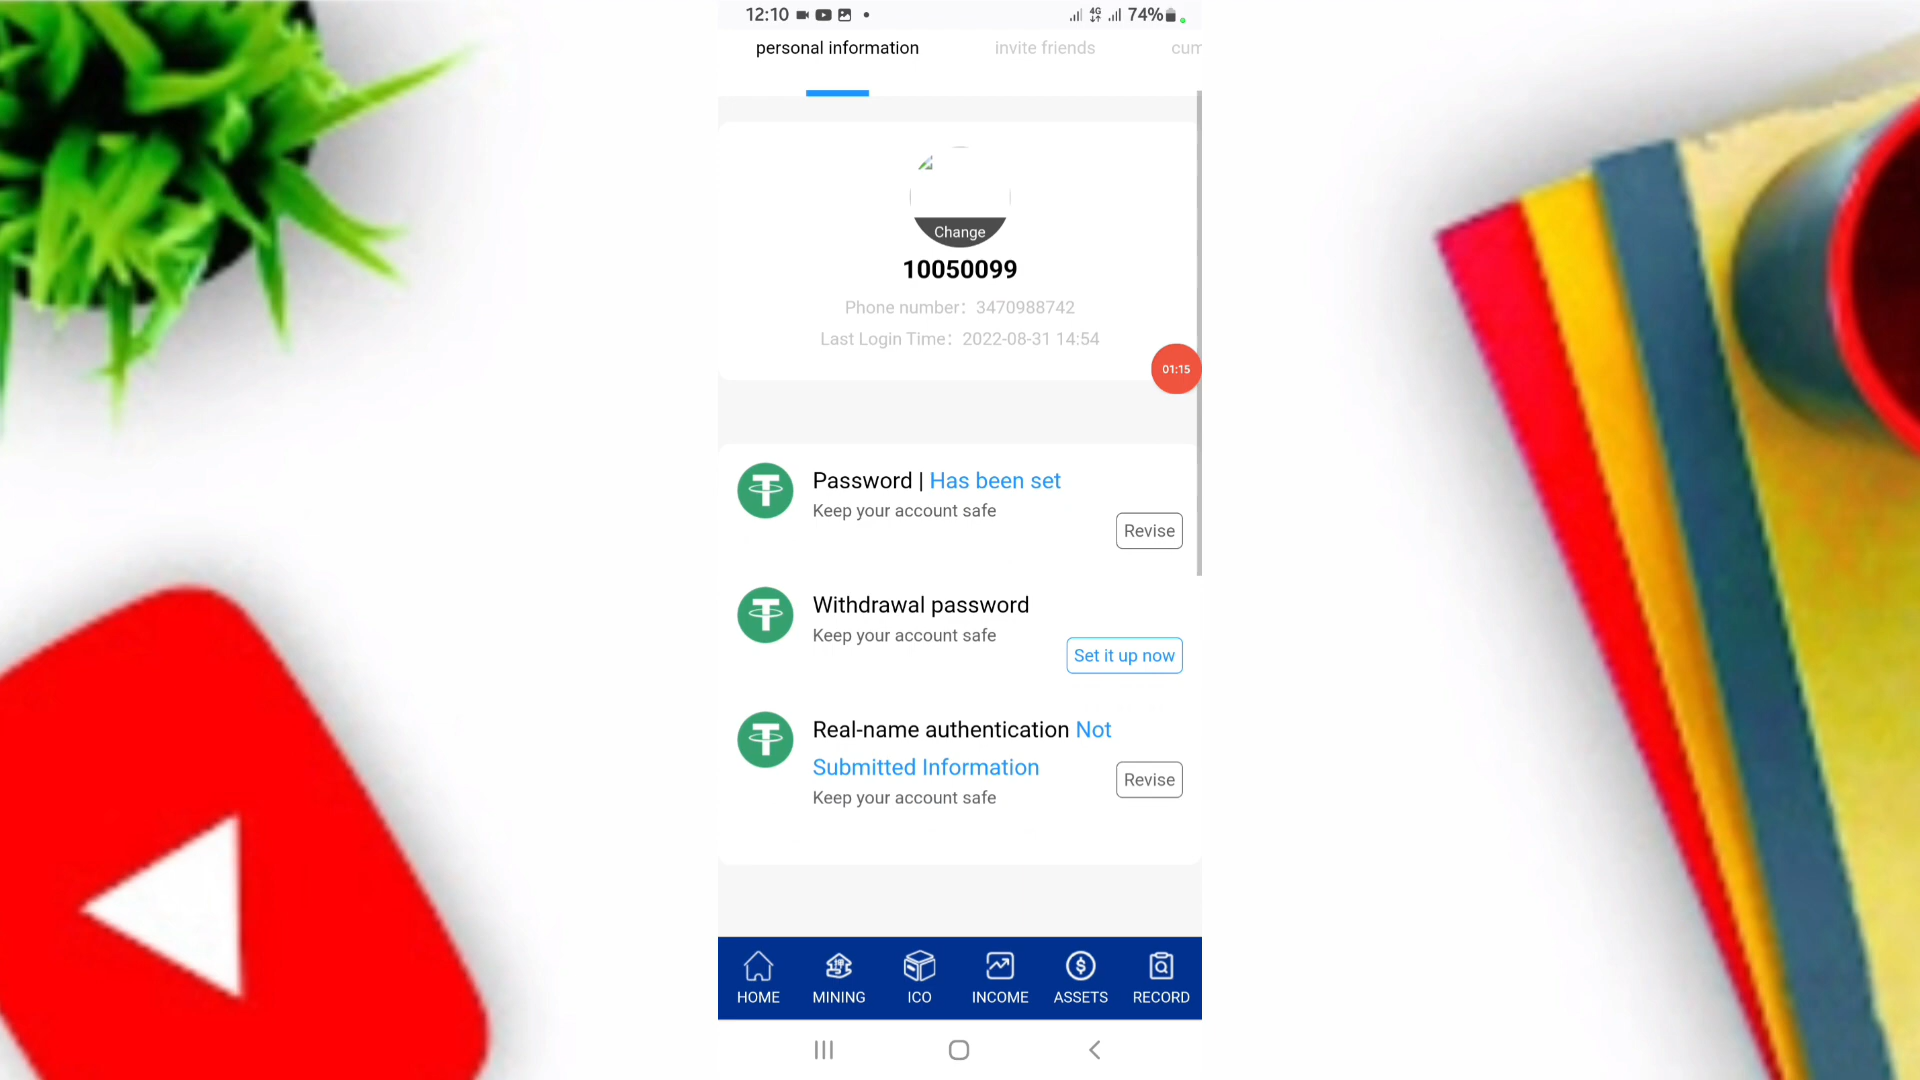 12:10 4G 74%
personal information invite friends cum
Change
10050099
Phone number: 3470988742
Last Login Time: 2022-08-31 14:54
01:15
Password | Has been set
Keep your account safe
Revise
Withdrawal password
Keep your account safe
Set it up now
Real-name authentication Not
Submitted Information
Revise
Keep your account safe
HOME MINING ICO INCOME ASSETS RECORD